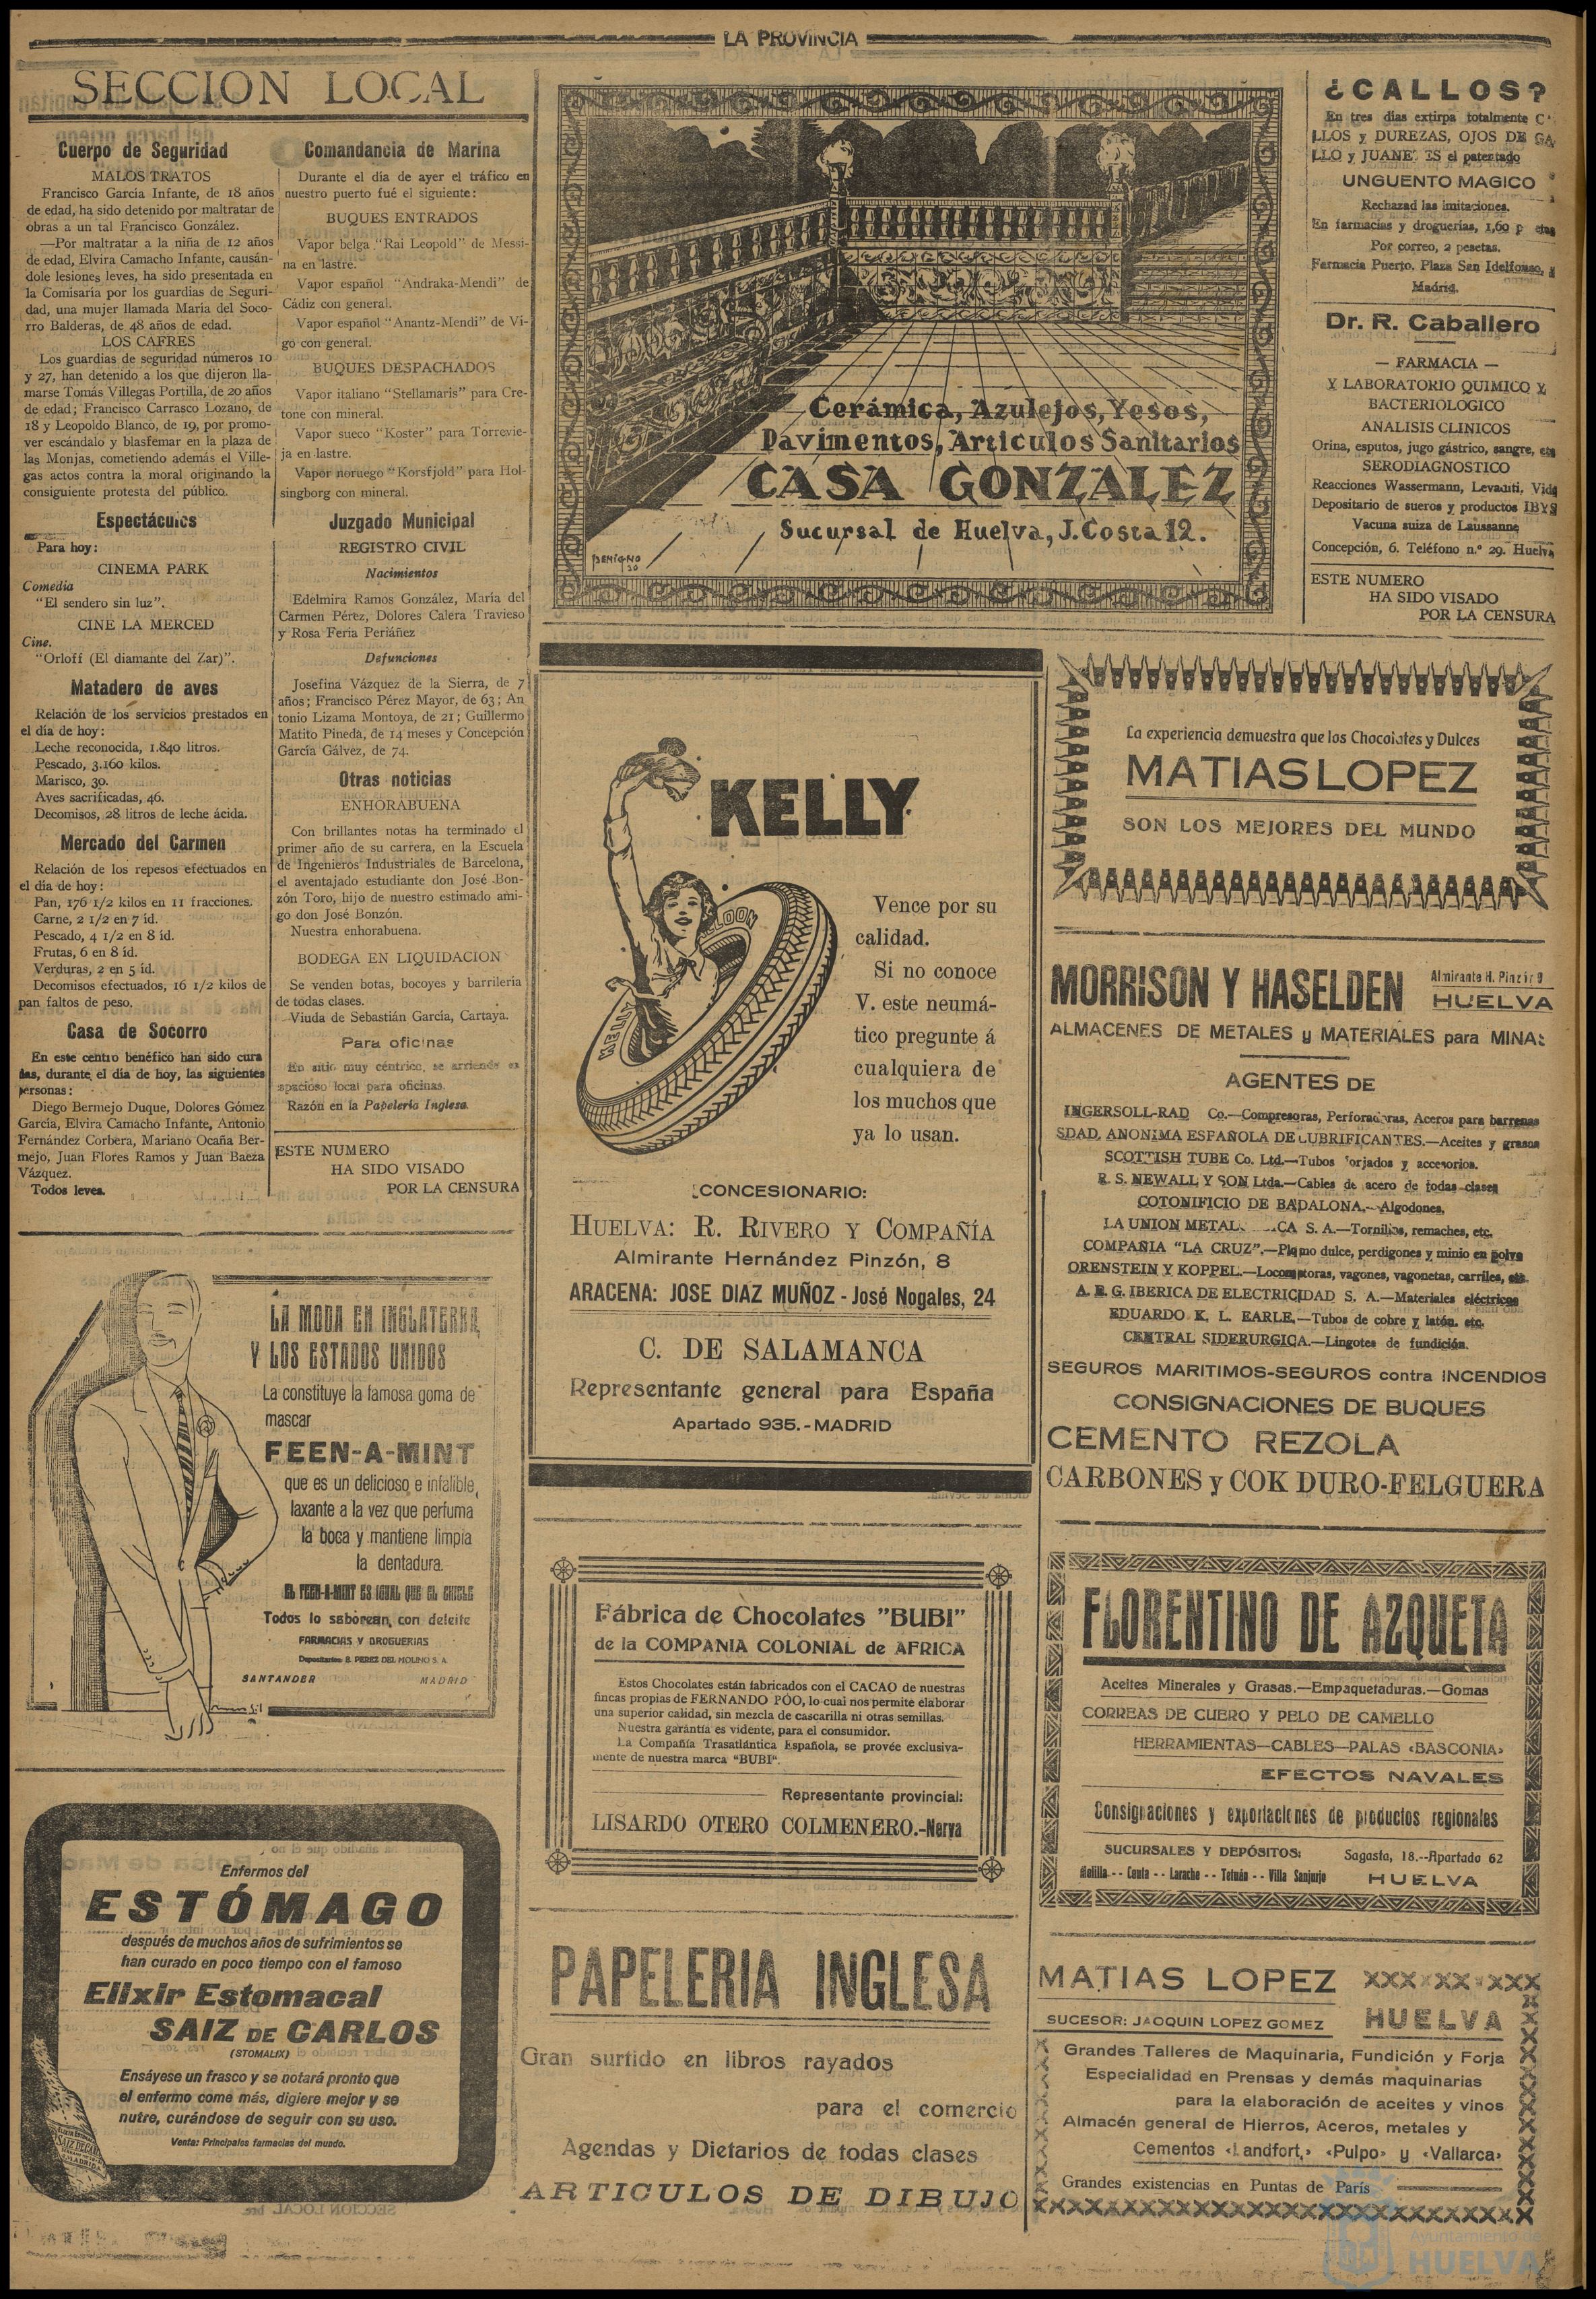 LA PROVINCIA
SECCION LOCAL
Cuerpo de Seguridad
MALOS TRATOS
Francisco García Infante, de 18 años
de edad, ha sido detenido por maltratar de
obras a un tal Francisco González.
—Por maltratar a la niña de 12 años
de edad, Elvira Camacho Infante, causán-
dole lesiones leves, ha sido presentada en
la Comisaría por los guardias de Seguri-
dad, una mujer llamada María del Soco-
rro Balderas, de 48 años de edad.
LOS CAFRES
Los guardias de seguridad números 10
y 27, han detenido a los que dijeron lla-
marse Tomás Villegas Portilla, de 20 años
de edad; Francisco Carrasco Lozano, de
18 y Leopoldo Blanco, de 19, por promo-
ver escándalo y blasfemar en la plaza de
las Monjas, cometiendo además el Ville-
gas actos contra la moral originando la
consiguiente protesta del público.
Espectáculos
Para hoy:
CINEMA PARK
Comedia
"El sendero sin luz".
CINE LA MERCED
Cine.
"Orloff (El diamante del Zar)".
Matadero de aves
Relación de los servicios prestados en
el día de hoy:
Leche reconocida, 1.840 litros.
Pescado, 3.160 kilos.
Marisco, 30.
Aves sacrificadas, 46.
Decomisos, 28 litros de leche ácida.
Mercado del Carmen
Relación de los repesos efectuados en
el día de hoy:
Pan, 176 1/2 kilos en 11 fracciones.
Carne, 2 1/2 en 7 íd.
Pescado, 4 1/2 en 8 íd.
Frutas, 6 en 8 íd.
Verduras, 2 en 5 íd.
Decomisos efectuados, 16 1/2 kilos de
pan faltos de peso.
Casa de Socorro
En este centro benéfico han sido cura
das, durante el día de hoy, las siguientes
personas:
Diego Bermejo Duque, Dolores Gómez
García, Elvira Camacho Infante, Antonio
Fernández Corbera, Mariano Ocaña Ber-
mejo, Juan Flores Ramos y Juan Baeza
Vázquez.
Todos leves.
Comandancia de Marina
Durante el día de ayer el tráfico en
nuestro puerto fué el siguiente:
BUQUES ENTRADOS
Vapor belga "Rai Leopold" de Messi-
na en lastre.
Vapor español "Andraka-Mendi" de
Cádiz con general.
Vapor español "Anantz-Mendi" de Vi-
go con general.
BUQUES DESPACHADOS
Vapor italiano "Stellamaris" para Cre-
tone con mineral.
Vapor sueco "Koster" para Torrevie-
ja en lastre.
Vapor noruego "Korsfjold" para Hol-
singborg con mineral.
Juzgado Municipal
REGISTRO CIVIL
Nacimientos
Edelmira Ramos González, María del
Carmen Pérez, Dolores Calera Travieso
y Rosa Feria Periáñez
Defunciones
Josefina Vázquez de la Sierra, de 7
años; Francisco Pérez Mayor, de 63; An
tonio Lizama Montoya, de 21; Guillermo
Matito Pineda, de 14 meses y Concepción
García Gálvez, de 74.
Otras noticias
ENHORABUENA
Con brillantes notas ha terminado el
primer año de su carrera, en la Escuela
de Ingenieros Industriales de Barcelona,
el aventajado estudiante don José Bon-
zón Toro, hijo de nuestro estimado ami-
go don José Bonzón.
Nuestra enhorabuena.
BODEGA EN LIQUIDACION
Se venden botas, bocoyes y barrilería
de todas clases.
Viuda de Sebastián García, Cartaya.
Para oficinas
En sitio muy céntrico, se arrienda es
apacioso local para oficinas.
Razón en la Papelería Inglesa.
ESTE NUMERO
HA SIDO VISADO
POR LA CENSURA
BENIGNO
30
Cerámica, Azulejos, Yesos,
Pavimentos, Artículos Sanitarios
CASA GONZALEZ
Sucursal de Huelva, J. Costa 12.
¿CALLOS?
En tres días extirpa totalmente C
LLOS y DUREZAS, OJOS DE GA
LLO y JUANETES el patentado
UNGUENTO MAGICO
Rechazad las imitaciones.
En farmacias y droguerías, 1,60 p etas
Por correo, 2 pesetas.
Farmacia Puerto. Plaza San Idelfonso,
Madrid.
Dr. R. Caballero
— FARMACIA —
Y LABORATORIO QUIMICO Y
BACTERIOLOGICO
ANALISIS CLINICOS
Orina, esputos, jugo gástrico, sangre, etc
SERODIAGNOSTICO
Reacciones Wassermann, Levaditi, Vida
Depositario de sueros y productos IBYS
Vacuna suiza de Laussanne
Concepción, 6. Teléfono n.º 29. Huelva
ESTE NUMERO
HA SIDO VISADO
POR LA CENSURA
KELLY
BALLOON
Vence por su
calidad.
Si no conoce
V. este neumá-
tico pregunte á
cualquiera de
los muchos que
ya lo usan.
CONCESIONARIO:
HUELVA: R. RIVERO Y COMPAÑÍA
Almirante Hernández Pinzón, 8
ARACENA: JOSE DIAZ MUÑOZ - José Nogales, 24
C. DE SALAMANCA
Representante general para España
Apartado 935.-MADRID
La experiencia demuestra que los Chocolates y Dulces
MATIAS LOPEZ
SON LOS MEJORES DEL MUNDO
MORRISON Y HASELDEN
Almirante H. Pinzón 9
HUELVA
ALMACENES DE METALES y MATERIALES para MINAS
AGENTES DE
INGERSOLL-RAD Co.—Compresoras, Perforadoras, Aceros para barrenas
SDAD. ANONIMA ESPAÑOLA DE LUBRIFICANTES.—Aceites y grasas
SCOTTISH TUBE Co. Ltd.—Tubos forjados y accesorios.
R. S. NEWALL Y SON Ltda.—Cables de acero de todas clases
COTONIFICIO DE BADALONA.—Algodones,
LA UNION METAL CA S. A.—Tornillos, remaches, etc.
COMPAÑIA "LA CRUZ".—Plomo dulce, perdigones y minio en polvo
ORENSTEIN Y KOPPEL.—Locomotoras, vagones, vagonetas, carriles, etc.
A. E. G. IBERICA DE ELECTRICIDAD S. A.—Materiales eléctricos
EDUARDO K. L. EARLE.—Tubos de cobre y latón. etc.
CENTRAL SIDERURGICA.—Lingotes de fundición.
SEGUROS MARITIMOS-SEGUROS contra INCENDIOS
CONSIGNACIONES DE BUQUES
CEMENTO REZOLA
CARBONES y COK DURO-FELGUERA
LA MODA EN INGLATERRA
Y LOS ESTADOS UNIDOS
La constituye la famosa goma de
mascar
FEEN-A-MINT
que es un delicioso e infalible,
laxante a la vez que perfuma
la boca y mantiene limpia
la dentadura.
EL FEEN-A-MINT ES IGUAL QUE EL CHICLE
Todos lo saborean con deleite
FARMACIAS Y DROGUERIAS
Depositarios B. PEREZ DEL MOLINO S. A.
SANTANDER MADRID
Fábrica de Chocolates "BUBI"
de la COMPANIA COLONIAL de AFRICA
Estos Chocolates están fabricados con el CACAO de nuestras
fincas propias de FERNANDO PÓO, lo cual nos permite elaborar
una superior calidad, sin mezcla de cascarilla ni otras semillas.
Nuestra garantia es vidente, para el consumidor.
La Compañía Trasatlántica Española, se provée exclusiva-
mente de nuestra marca "BUBI".
Representante provincial:
LISARDO OTERO COLMENERO.-Nerva
FLORENTINO DE AZQUETA
Aceites Minerales y Grasas.—Empaquetaduras.—Gomas
CORREAS DE CUERO Y PELO DE CAMELLO
HERRAMIENTAS—CABLES—PALAS «BASCONIA»
EFECTOS NAVALES
Consignaciones y exportaciones de productos regionales
SUCURSALES Y DEPÓSITOS:
Melilla -- Ceuta -- Larache -- Tetuán -- Villa Sanjurjo
Sagasta, 18.--Apartado 62
HUELVA
Enfermos del
ESTÓMAGO
después de muchos años de sufrimientos se
han curado en poco tiempo con el famoso
Elixir Estomacal
SAIZ DE CARLOS
(STOMALIX)
Ensáyese un frasco y se notará pronto que
el enfermo come más, digiere mejor y se
nutre, curándose de seguir con su uso.
Venta: Principales farmacias del mundo.
PAPELERIA INGLESA
Gran surtido en libros rayados
para el comercio
Agendas y Dietarios de todas clases
ARTICULOS DE DIBUJO
MATIAS LOPEZ
SUCESOR: JAOQUIN LOPEZ GOMEZ
HUELVA
Grandes Talleres de Maquinaria, Fundición y Forja
Especialidad en Prensas y demás maquinarias
para la elaboración de aceites y vinos
Almacén general de Hierros, Aceros, metales y
Cementos «Landfort,» «Pulpo» y «Vallarca»
Grandes existencias en Puntas de París
Ayuntamiento de
HUELVA